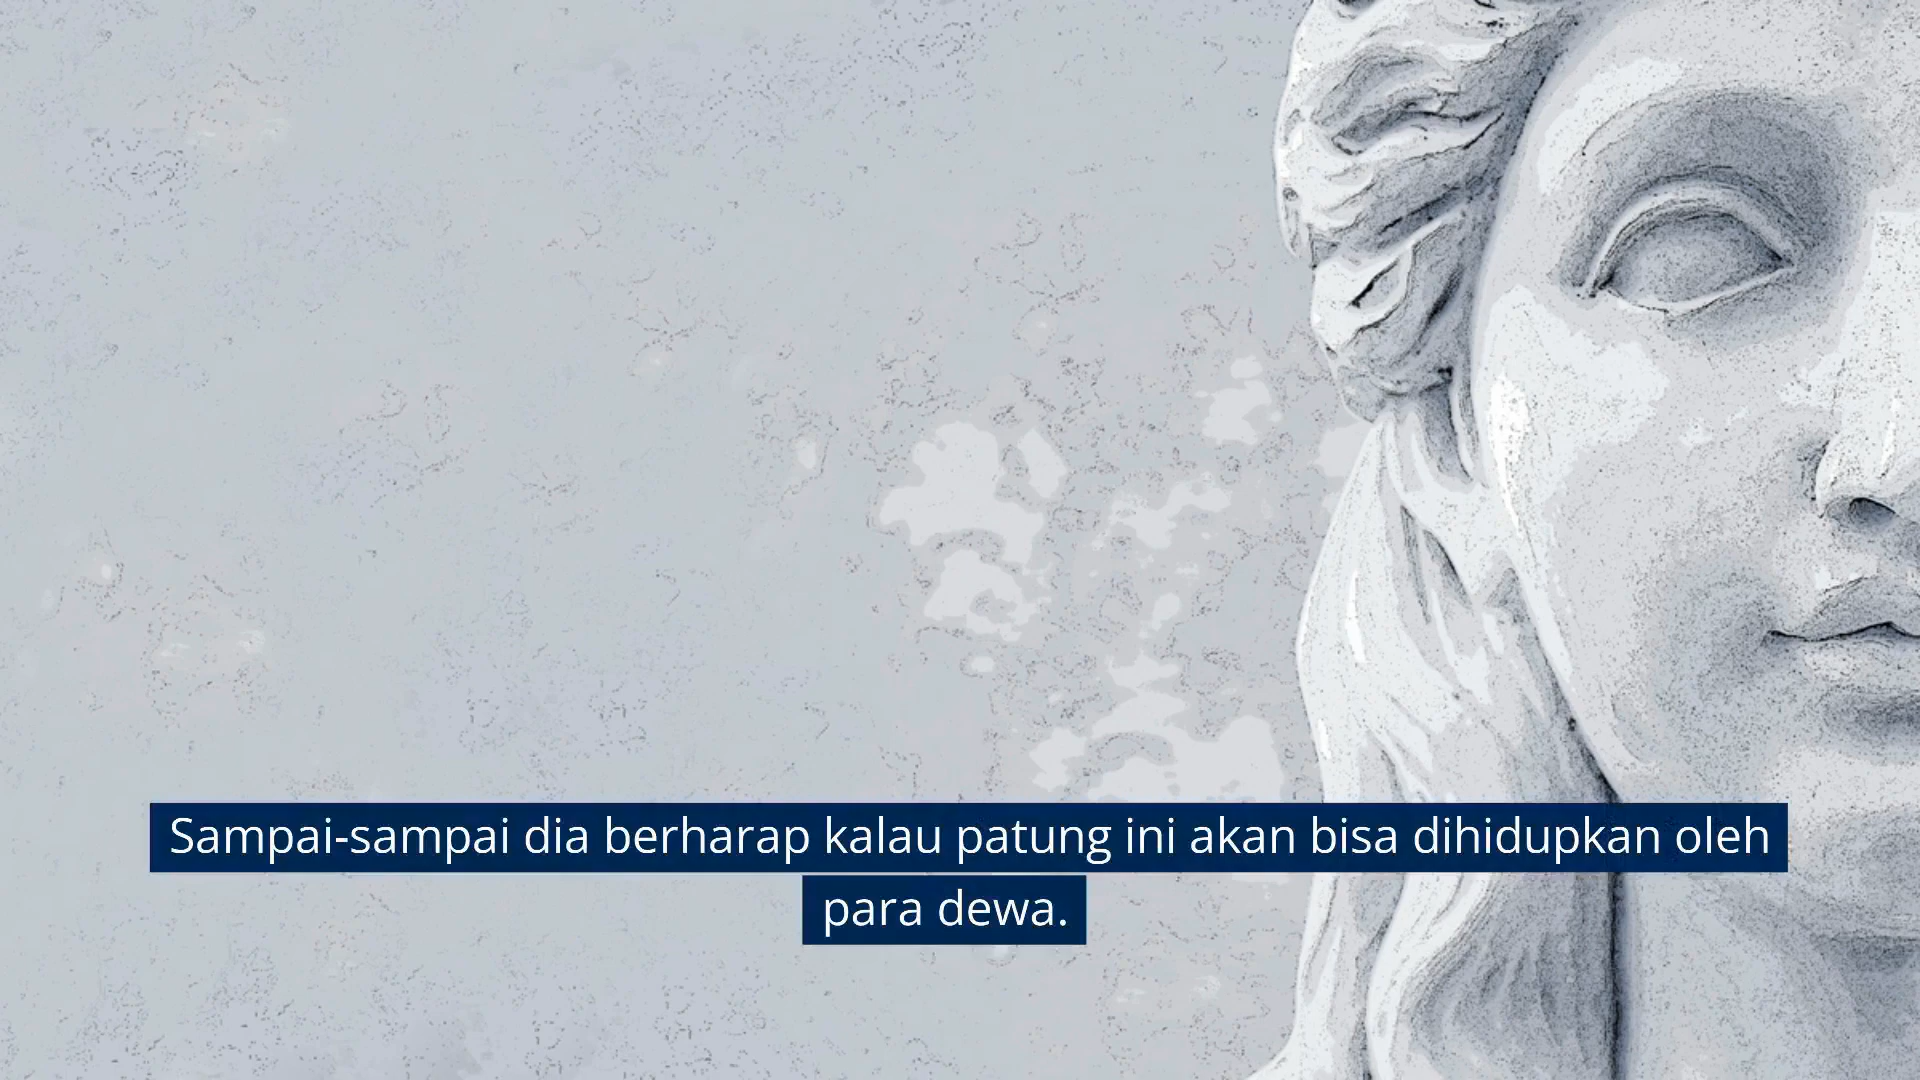 Sampai-sampai dia berharap kalau patung ini akan bisa dihidupkan oleh
para dewa.